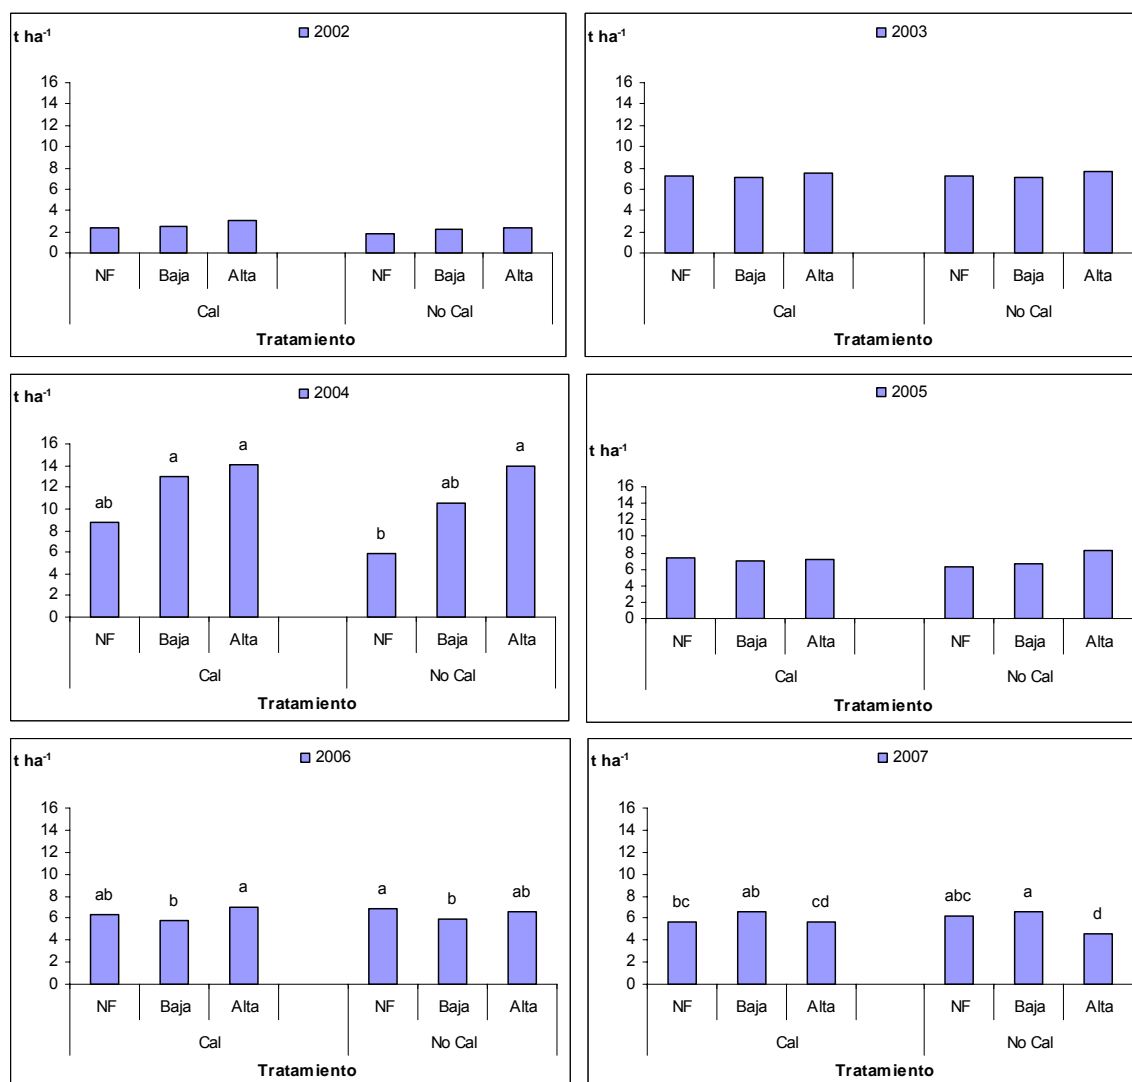 t ha-1
2002
16
14
12
10
8
6
4
2
0
NF Baja Alta NF Baja Alta
Cal No Cal
Tratamiento
t ha-1
2003
16
14
12
10
8
6
4
2
0
NF Baja Alta NF Baja Alta
Cal No Cal
Tratamiento
t ha-1
2004
16
14
12
10
8
6
4
2
0
ab a a b ab a
NF Baja Alta NF Baja Alta
Cal No Cal
Tratamiento
2005
t ha-1
16
14
12
10
8
6
4
2
0
NF Baja Alta NF Baja Alta
Cal No Cal
Tratamiento
t ha-1
2006
16
14
12
10
8
6
4
2
0
ab b a a b ab
NF Baja Alta NF Baja Alta
Cal No Cal
Tratamiento
t ha-1
2007
16
14
12
10
8
6
4
2
0
bc ab cd abc a d
NF Baja Alta NF Baja Alta
Cal No Cal
Tratamiento